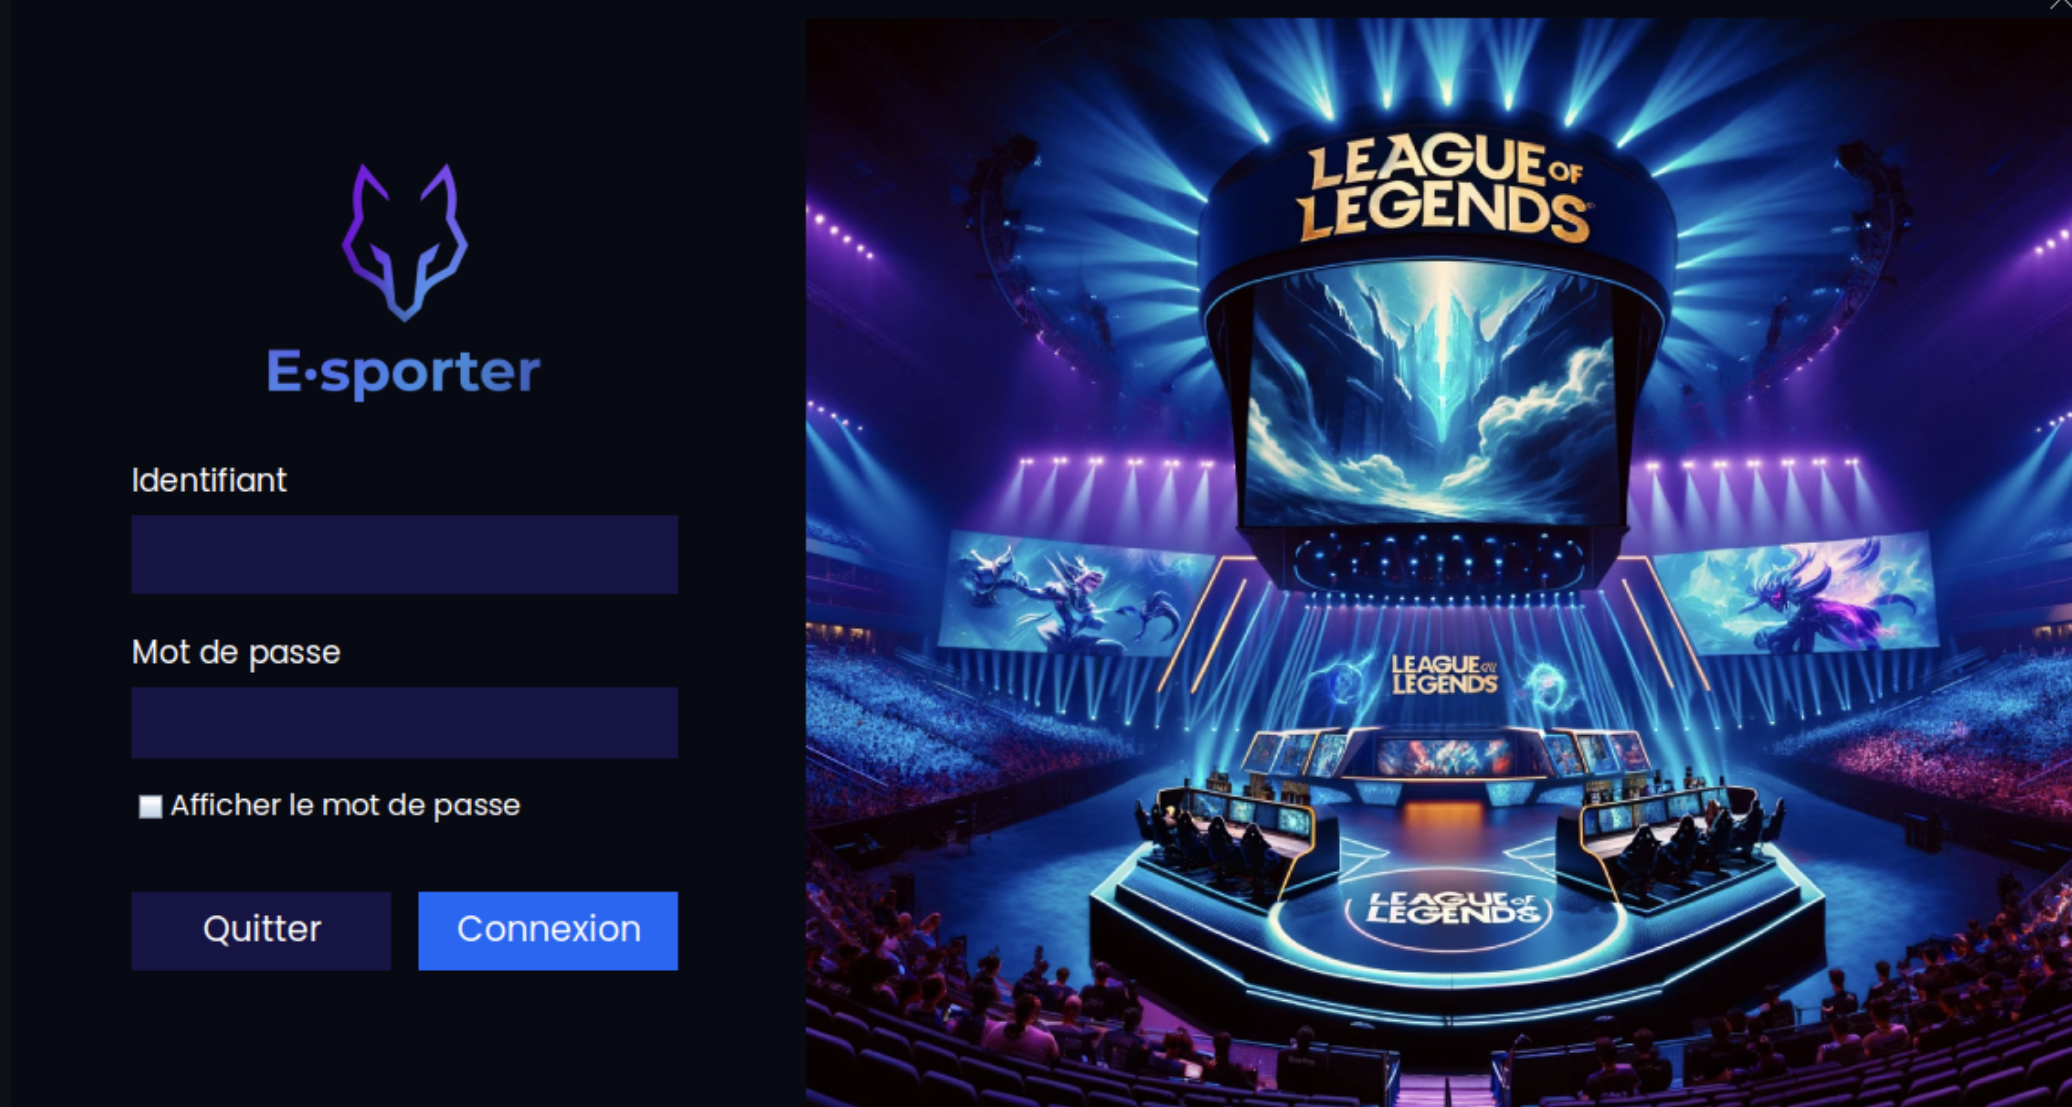 E·sporter
Identifiant
Mot de passe
Afficher le mot de passe
Quitter
Connexion
LEAGUE OF
LEGENDS
LEAGUE
LEGENDS
LEAGUE of
LEGENDS